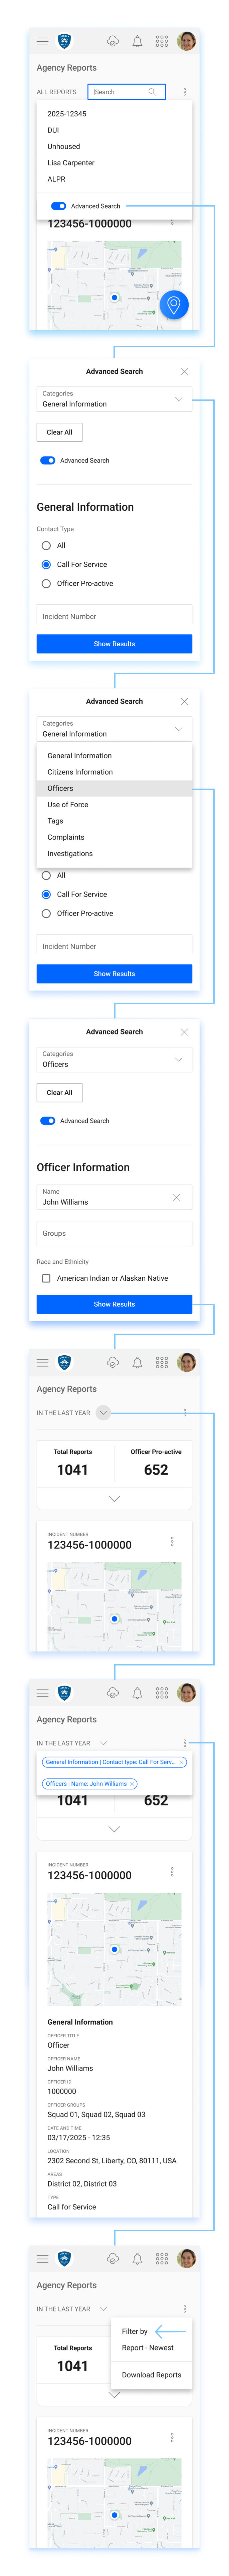 Agency Reports
ALL REPORTS
Search
2025-12345
DUI
Unhoused
Lisa Carpenter
ALPR
Advanced Search
123456-1000000
Advanced Search
Categories
General Information
Clear All
Advanced Search
General Information
Contact Type
All
Call For Service
Officer Pro-active
Incident Number
Show Results
Advanced Search
Categories
General Information
General Information
Citizens Information
Officers
Use of Force
Tags
Complaints
Investigations
All
Call For Service
Officer Pro-active
Incident Number
Show Results
Advanced Search
Categories
Officers
Clear All
Advanced Search
Officer Information
Name
John Williams
Groups
Race and Ethnicity
American Indian or Alaskan Native
Show Results
Agency Reports
IN THE LAST YEAR
Total Reports Officer Pro-active
1041 652
INCIDENT NUMBER
123456-1000000
Agency Reports
IN THE LAST YEAR
General Information | Contact type: Call For Serv... ×
Officers | Name: John Williams ×
1041 652
INCIDENT NUMBER
123456-1000000
General Information
OFFICER TITLE
Officer
OFFICER NAME
John Williams
OFFICER ID
1000000
OFFICER GROUPS
Squad 01, Squad 02, Squad 03
DATE AND TIME
03/17/2025 - 12:35
LOCATION
2302 Second St, Liberty, CO, 80111, USA
AREAS
District 02, District 03
TYPE
Call for Service
Agency Reports
IN THE LAST YEAR
Filter by
Report - Newest
Download Reports
Total Reports
1041
INCIDENT NUMBER
123456-1000000